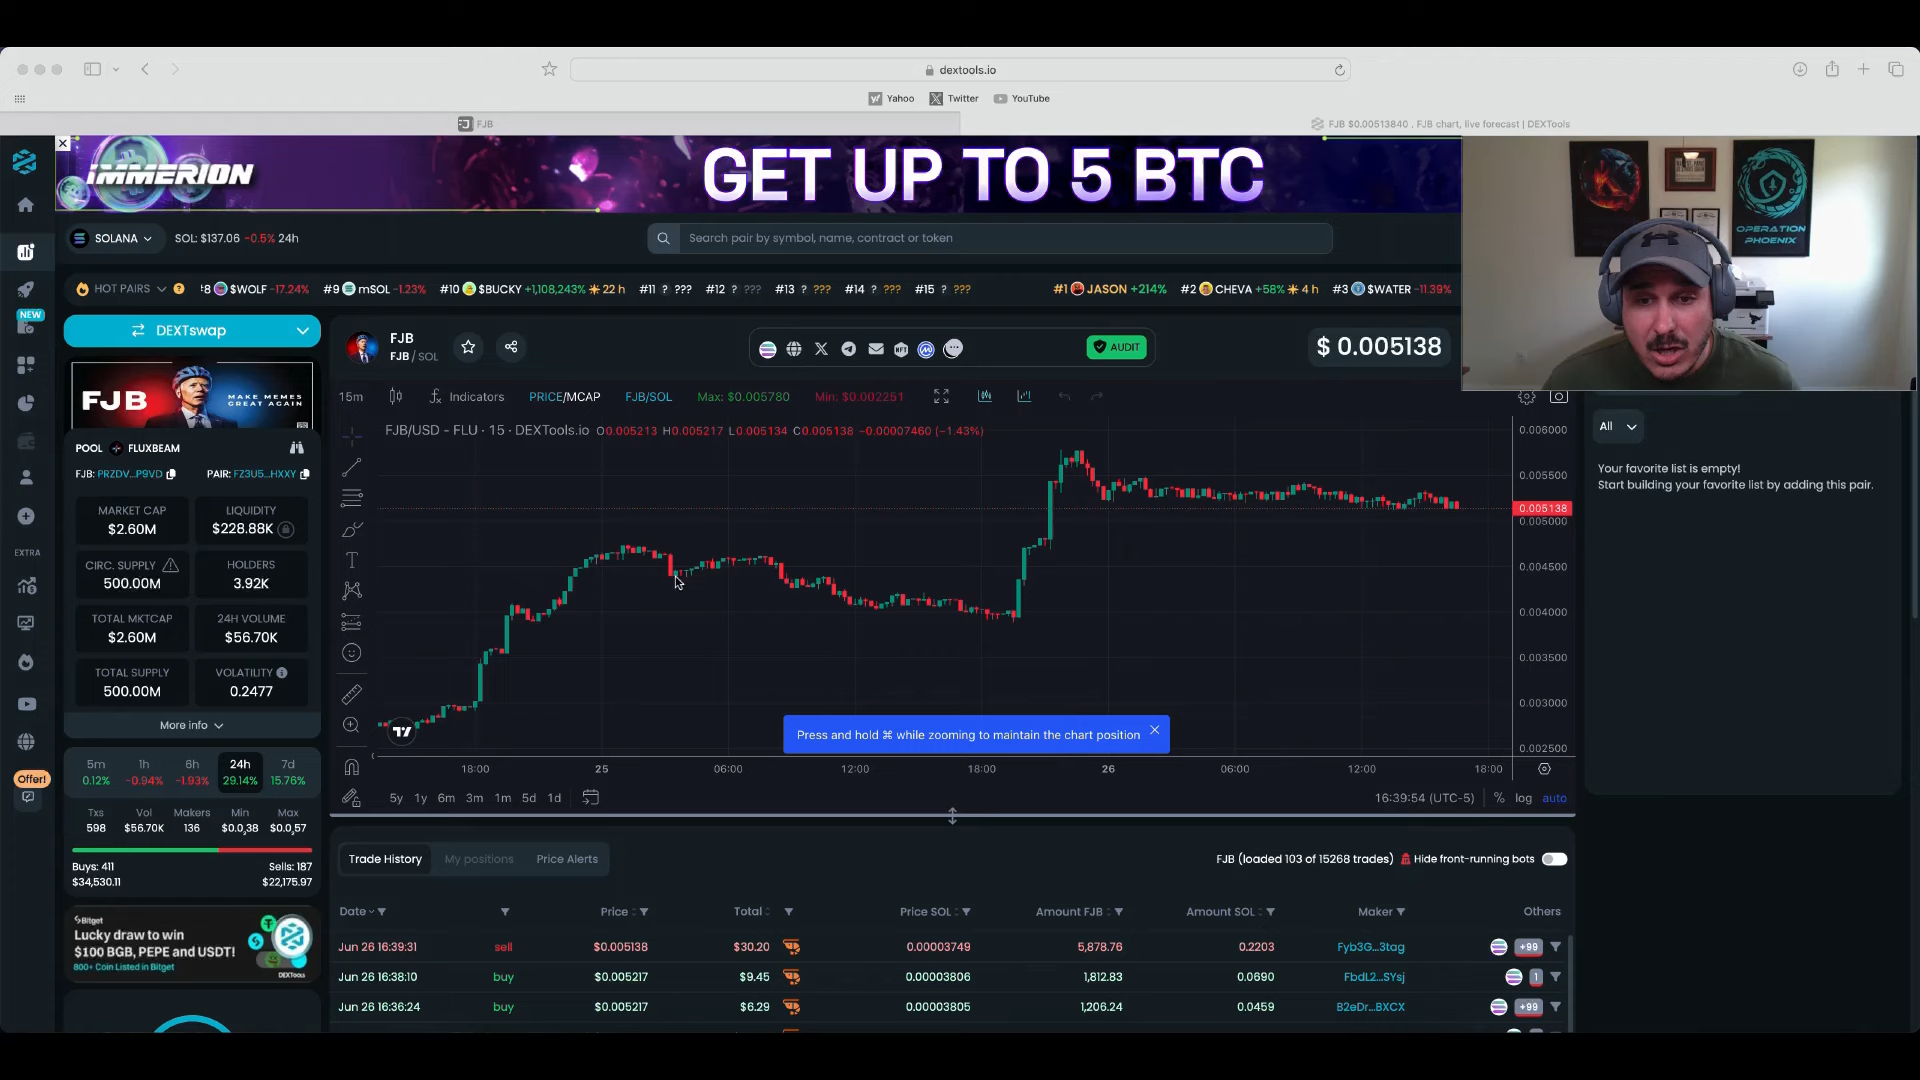 dextools.io
Yahoo Twitter YouTube
FJB
FJB $0.00513840 , FJB chart, live forecast | DEXTools
IMMERION GET UP TO 5 BTC
OPERATION
PHOENIX
SOLANA SOL: $137.06 -0.5% 24h
Search pair by symbol, name, contract or token
HOT PAIRS $WOLF -17.24% #9 mSOL -1.23% #10 $BUCKY +1,108,243% 22 h #11 ? ??? #12 ? ??? #13 ? ??? #14 ? ??? #15 ? ??? #1 JASON +214% #2 CHEVA +58% 4 h #3 $WATER -11.39%
NEW
DEXTswap
FJB
FJB / SOL
AUDIT
$ 0.005138
FJB MAKE MEMES
GREAT AGAIN
15m Indicators PRICE/MCAP FJB/SOL Max: $0.005780 Min: $0.002251
FJB/USD - FLU · 15 · DEXTools.io O0.005213 H0.005217 L0.005134 C0.005138 -0.00007460 (-1.43%)
0.006000
0.005500
0.005138
0.005000
0.004500
0.004000
0.003500
0.003000
0.002500
All
Your favorite list is empty!
Start building your favorite list by adding this pair.
POOL FLUXBEAM
FJB: PRZDV...P9VD PAIR: FZ3U5...HXXY
MARKET CAP
$2.60M
LIQUIDITY
$228.88K
CIRC. SUPPLY
500.00M
HOLDERS
3.92K
TOTAL MKTCAP
$2.60M
24H VOLUME
$56.70K
TOTAL SUPPLY
500.00M
VOLATILITY
0.2477
More info
EXTRA
Offer!
Press and hold ⌘ while zooming to maintain the chart position
18:00 25 06:00 12:00 18:00 26 06:00 12:00 18:00
5y 1y 6m 3m 1m 5d 1d
16:39:54 (UTC-5) % log auto
5m 1h 6h 24h 7d
0.12% -0.94% -1.93% 29.14% 15.76%
Txs Vol Makers Min Max
598 $56.70K 136 $0.0₂38 $0.0₂57
Buys: 411 Sells: 187
$34,530.11 $22,175.97
Bitget
Lucky draw to win
$100 BGB, PEPE and USDT!
800+ Coin Listed in Bitget
DEXTools
Trade History My positions Price Alerts
FJB (loaded 103 of 15268 trades) Hide front-running bots
Date Price Total Price SOL Amount FJB Amount SOL Maker Others
Jun 26 16:39:31 sell $0.005138 $30.20 0.00003749 5,878.76 0.2203 Fyb3G...3tag +99
Jun 26 16:38:10 buy $0.005217 $9.45 0.00003806 1,812.83 0.0690 FbdL2...SYsj 1
Jun 26 16:36:24 buy $0.005217 $6.29 0.00003805 1,206.24 0.0459 B2eDr...BXCX +99